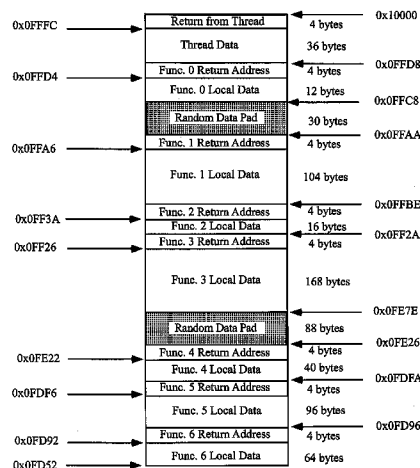 0x10000
Return from Thread 4 bytes
0x0FFFC
Thread Data 36 bytes
0x0FFD8
Func. 0 Return Address 4 bytes
0x0FFD4
Func. 0 Local Data 12 bytes
0x0FFC8
Random Data Pad 30 bytes
0x0FFAA
Func. 1 Return Address 4 bytes
0x0FFA6
Func. 1 Local Data 104 bytes
0x0FFBE
Func. 2 Return Address 4 bytes
0x0FF3A
Func. 2 Local Data 16 bytes
0x0FF2A
Func. 3 Return Address 4 bytes
0x0FF26
Func. 3 Local Data 168 bytes
0x0FE7E
Random Data Pad 88 bytes
0x0FE26
Func. 4 Return Address 4 bytes
0x0FE22
Func. 4 Local Data 40 bytes
0x0FDFA
Func. 5 Return Address 4 bytes
0x0FDF6
Func. 5 Local Data 96 bytes
0x0FD96
Func. 6 Return Address 4 bytes
0x0FD92
Func. 6 Local Data 64 bytes
0x0FD52